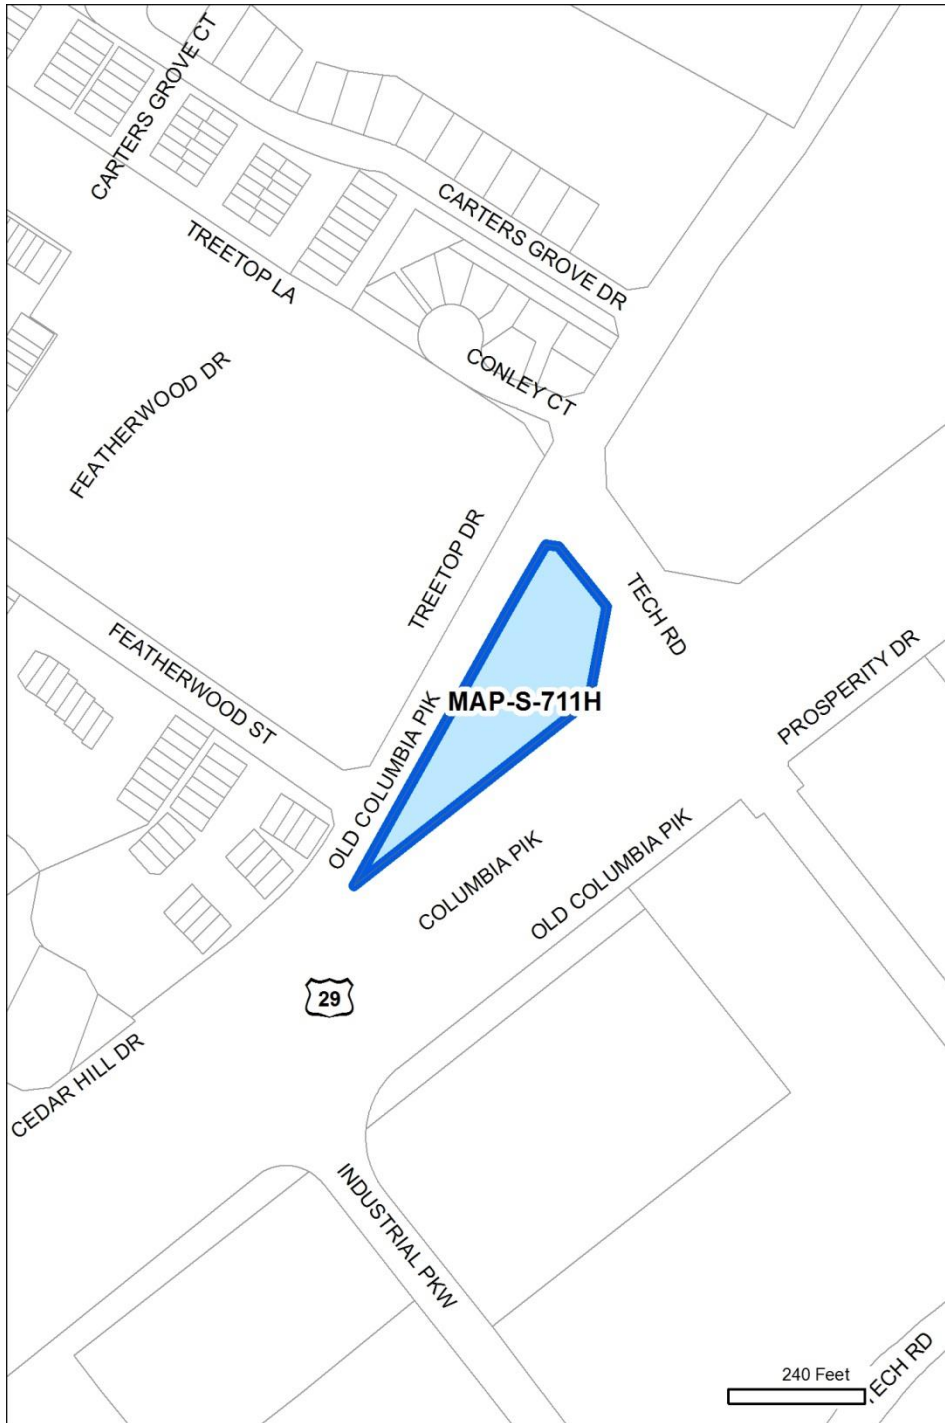 CARTERS GROVE CT
CARTERS GROVE DR
TREETOP LA
FEATHERWOOD DR
CONLEY CT
TREETOP DR
TECH RD
FEATHERWOOD ST
MAP-S-711H
PROSPERITY DR
OLD COLUMBIA PIK
COLUMBIA PIK
OLD COLUMBIA PIK
29
CEDAR HILL DR
INDUSTRIAL PKW
240 Feet
ECH RD